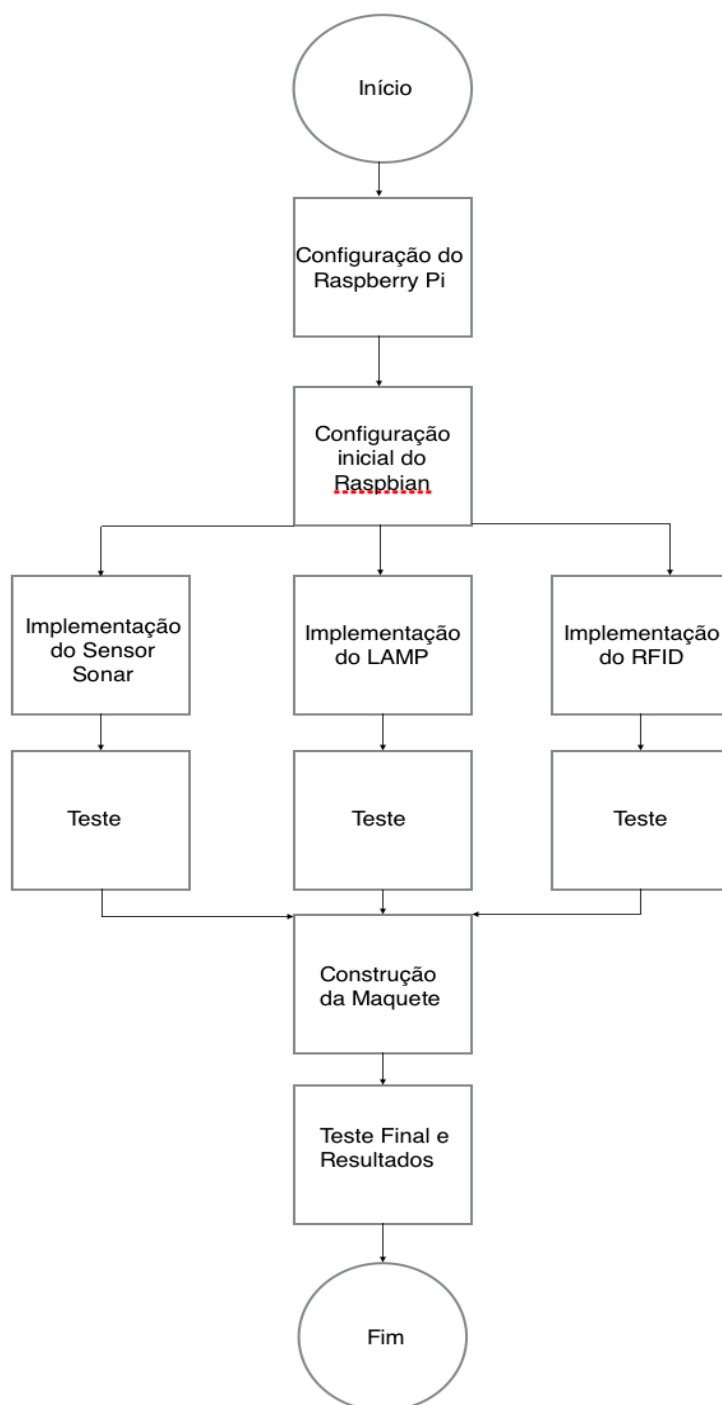 Início
Configuração do
Raspberry Pi
Configuração
inicial do
Raspbian
Implementação
do Sensor
Sonar
Implementação
do LAMP
Implementação
do RFID
Teste
Teste
Teste
Construção
da Maquete
Teste Final e
Resultados
Fim